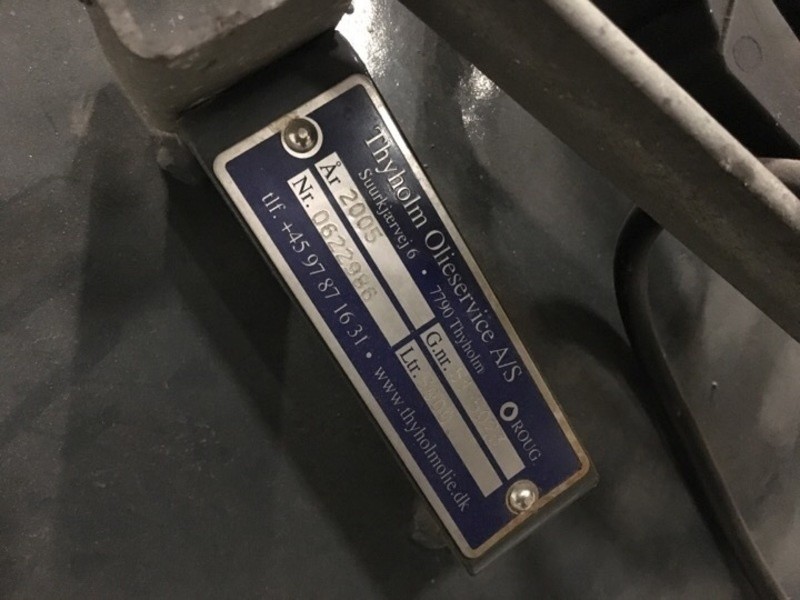 Thyholm Olieservice A/S
Suurkjærvej 6 • 7790 Thyholm
ROUG
År 2005
G.nr.
Nr. 0622986
Ltr.
tlf. +45 97 87 16 31 • www.thyholmolie.dk